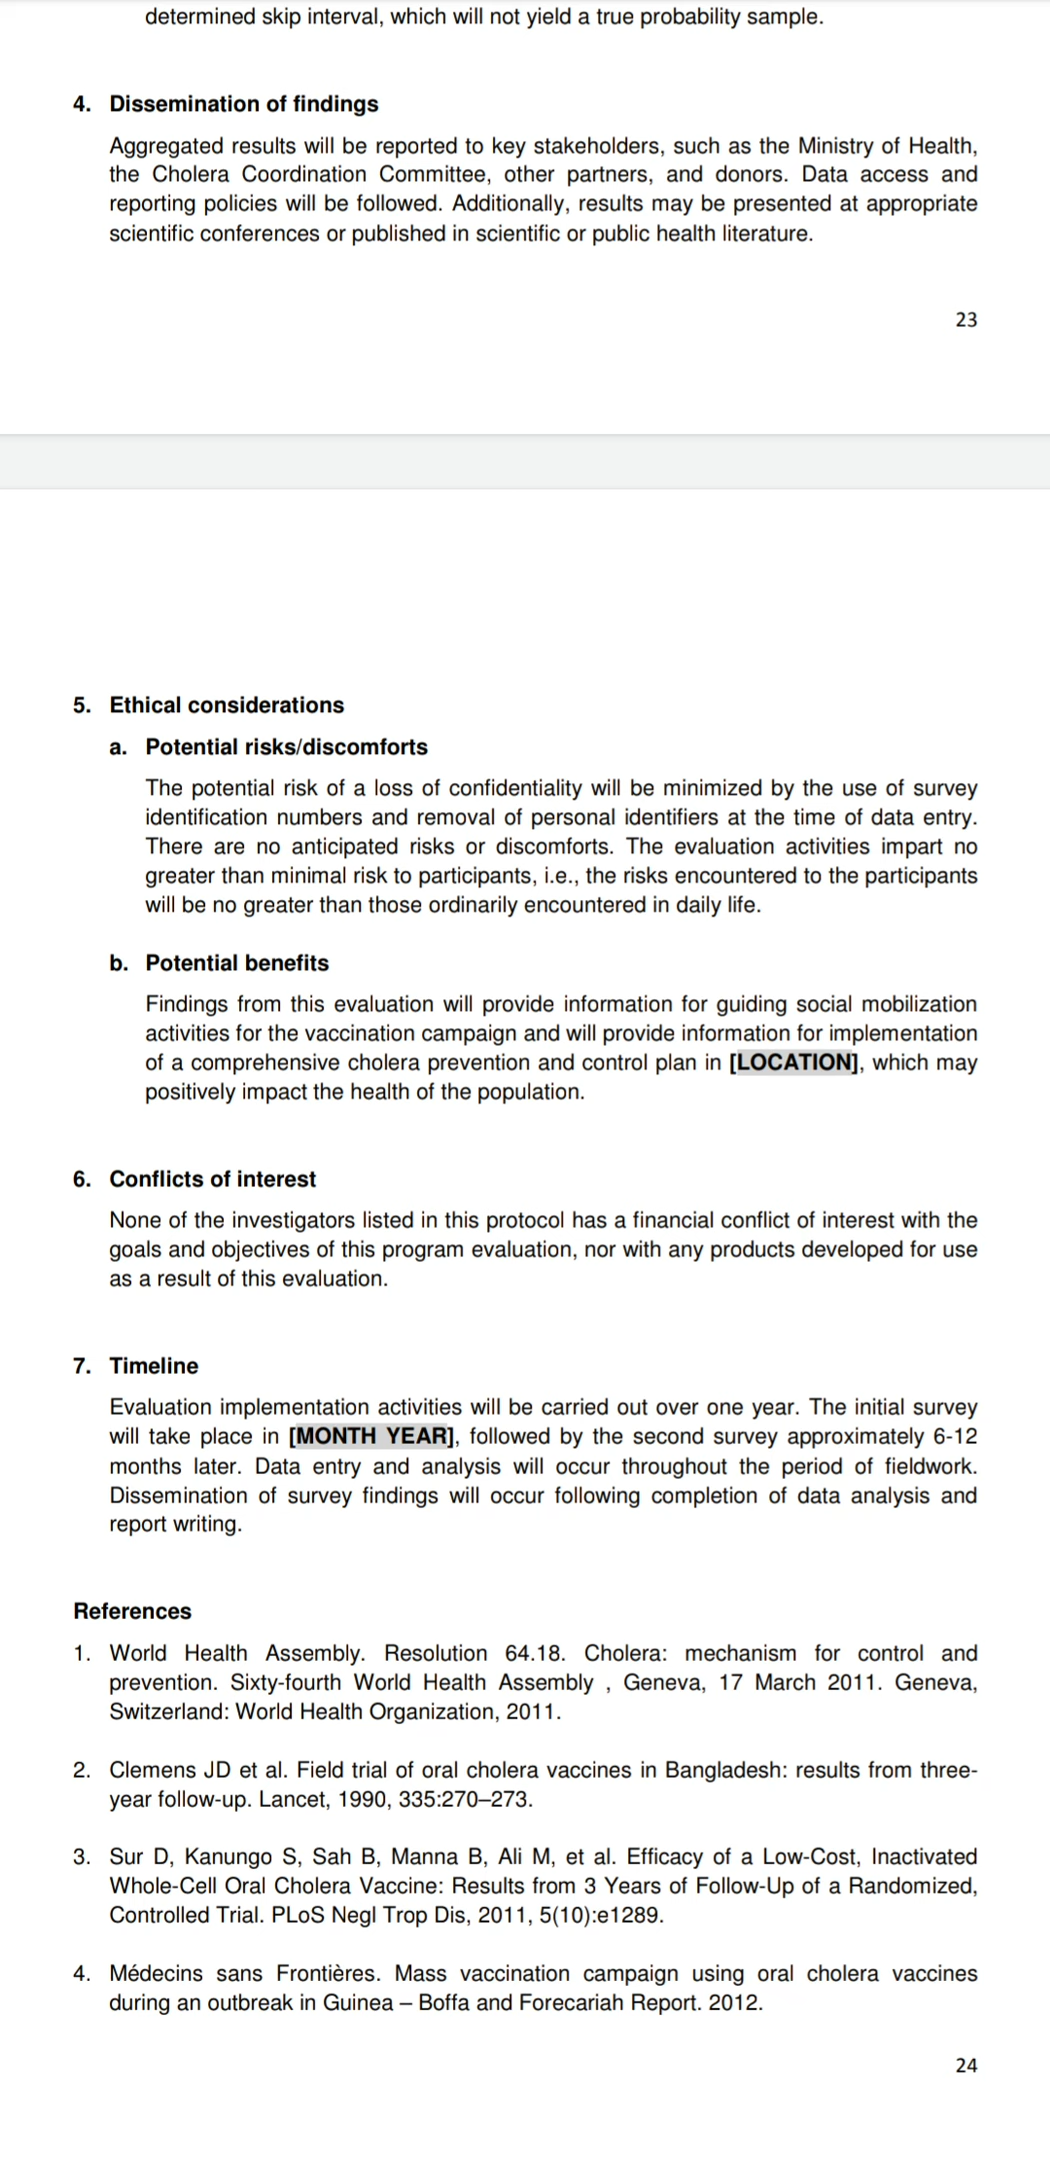 determined skip interval, which will not yield a true probability sample.
4. Dissemination of findings
Aggregated results will be reported to key stakeholders, such as the Ministry of Health,
the Cholera Coordination Committee, other partners, and donors. Data access and
reporting policies will be followed. Additionally, results may be presented at appropriate
scientific conferences or published in scientific or public health literature.
23
5. Ethical considerations
a. Potential risks/discomforts
The potential risk of a loss of confidentiality will be minimized by the use of survey
identification numbers and removal of personal identifiers at the time of data entry.
There are no anticipated risks or discomforts. The evaluation activities impart no
greater than minimal risk to participants, i.e., the risks encountered to the participants
will be no greater than those ordinarily encountered in daily life.
b. Potential benefits
Findings from this evaluation will provide information for guiding social mobilization
activities for the vaccination campaign and will provide information for implementation
of a comprehensive cholera prevention and control plan in [LOCATION], which may
positively impact the health of the population.
6. Conflicts of interest
None of the investigators listed in this protocol has a financial conflict of interest with the
goals and objectives of this program evaluation, nor with any products developed for use
as a result of this evaluation.
7. Timeline
Evaluation implementation activities will be carried out over one year. The initial survey
will take place in [MONTH YEAR], followed by the second survey approximately 6-12
months later. Data entry and analysis will occur throughout the period of fieldwork.
Dissemination of survey findings will occur following completion of data analysis and
report writing.
References
1. World Health Assembly. Resolution 64.18. Cholera: mechanism for control and
prevention. Sixty-fourth World Health Assembly , Geneva, 17 March 2011. Geneva,
Switzerland: World Health Organization, 2011.
2. Clemens JD et al. Field trial of oral cholera vaccines in Bangladesh: results from three-
year follow-up. Lancet, 1990, 335:270–273.
3. Sur D, Kanungo S, Sah B, Manna B, Ali M, et al. Efficacy of a Low-Cost, Inactivated
Whole-Cell Oral Cholera Vaccine: Results from 3 Years of Follow-Up of a Randomized,
Controlled Trial. PLoS Negl Trop Dis, 2011, 5(10):e1289.
4. Médecins sans Frontières. Mass vaccination campaign using oral cholera vaccines
during an outbreak in Guinea – Boffa and Forecariah Report. 2012.
24